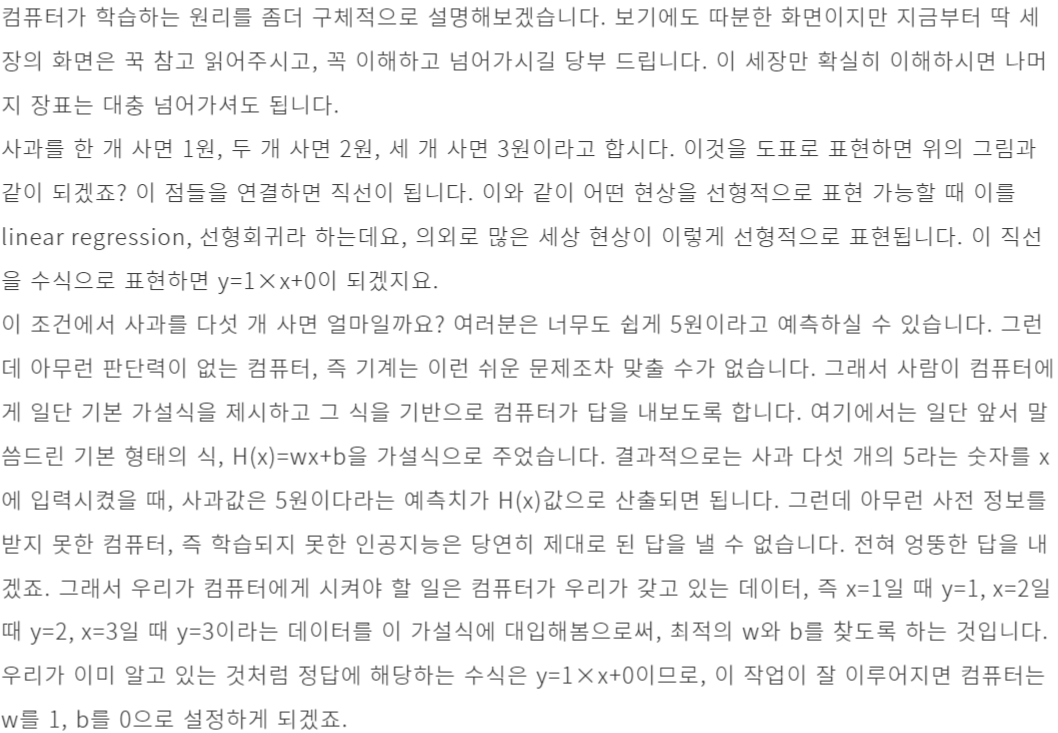 컴퓨터가 학습하는 원리를 좀더 구체적으로 설명해보겠습니다. 보기에도 따분한 화면이지만 지금부터 딱 세
장의 화면은 꾹 참고 읽어주시고, 꼭 이해하고 넘어가시길 당부 드립니다. 이 세장만 확실히 이해하시면 나머
지 장표는 대충 넘어가셔도 됩니다.
사과를 한 개 사면 1원, 두 개 사면 2원, 세 개 사면 3원이라고 합시다. 이것을 도표로 표현하면 위의 그림과
같이 되겠죠? 이 점들을 연결하면 직선이 됩니다. 이와 같이 어떤 현상을 선형적으로 표현 가능할 때 이를
linear regression, 선형회귀라 하는데요, 의외로 많은 세상 현상이 이렇게 선형적으로 표현됩니다. 이 직선
을 수식으로 표현하면 y=1×x+0이 되겠지요.
이 조건에서 사과를 다섯 개 사면 얼마일까요? 여러분은 너무도 쉽게 5원이라고 예측하실 수 있습니다. 그런
데 아무런 판단력이 없는 컴퓨터, 즉 기계는 이런 쉬운 문제조차 맞출 수가 없습니다. 그래서 사람이 컴퓨터에
게 일단 기본 가설식을 제시하고 그 식을 기반으로 컴퓨터가 답을 내보도록 합니다. 여기에서는 일단 앞서 말
씀드린 기본 형태의 식, H(x)=wx+b을 가설식으로 주었습니다. 결과적으로는 사과 다섯 개의 5라는 숫자를 x
에 입력시켰을 때, 사과값은 5원이다라는 예측치가 H(x)값으로 산출되면 됩니다. 그런데 아무런 사전 정보를
받지 못한 컴퓨터, 즉 학습되지 못한 인공지능은 당연히 제대로 된 답을 낼 수 없습니다. 전혀 엉뚱한 답을 내
겠죠. 그래서 우리가 컴퓨터에게 시켜야 할 일은 컴퓨터가 우리가 갖고 있는 데이터, 즉 x=1일 때 y=1, x=2일
때 y=2, x=3일 때 y=3이라는 데이터를 이 가설식에 대입해봄으로써, 최적의 w와 b를 찾도록 하는 것입니다.
우리가 이미 알고 있는 것처럼 정답에 해당하는 수식은 y=1×x+0이므로, 이 작업이 잘 이루어지면 컴퓨터는
w를 1, b를 0으로 설정하게 되겠죠.